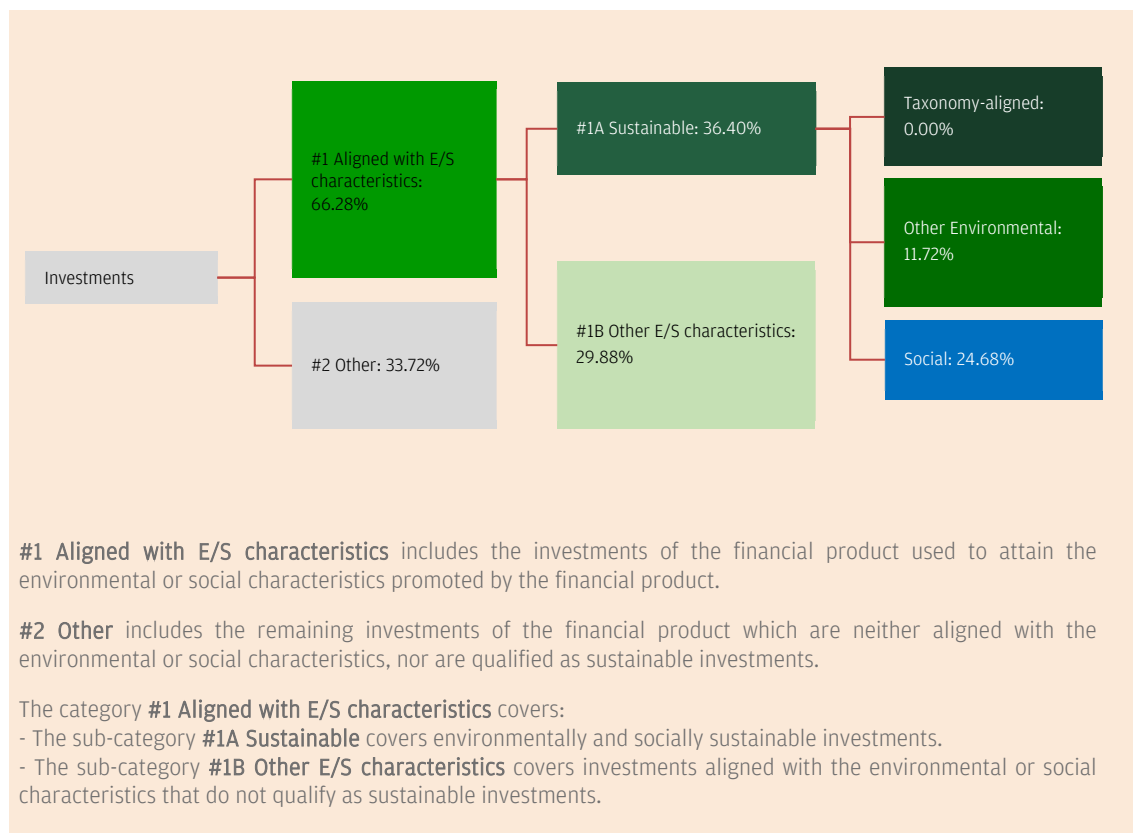 Investments
#1 Aligned with E/S
characteristics:
66.28%
#2 Other: 33.72%
#1A Sustainable: 36.40%
#1B Other E/S characteristics:
29.88%
Taxonomy-aligned:
0.00%
Other Environmental:
11.72%
Social: 24.68%
#1 Aligned with E/S characteristics includes the investments of the financial product used to attain the
environmental or social characteristics promoted by the financial product.
#2 Other includes the remaining investments of the financial product which are neither aligned with the
environmental or social characteristics, nor are qualified as sustainable investments.
The category #1 Aligned with E/S characteristics covers:
- The sub-category #1A Sustainable covers environmentally and socially sustainable investments.
- The sub-category #1B Other E/S characteristics covers investments aligned with the environmental or social
characteristics that do not qualify as sustainable investments.